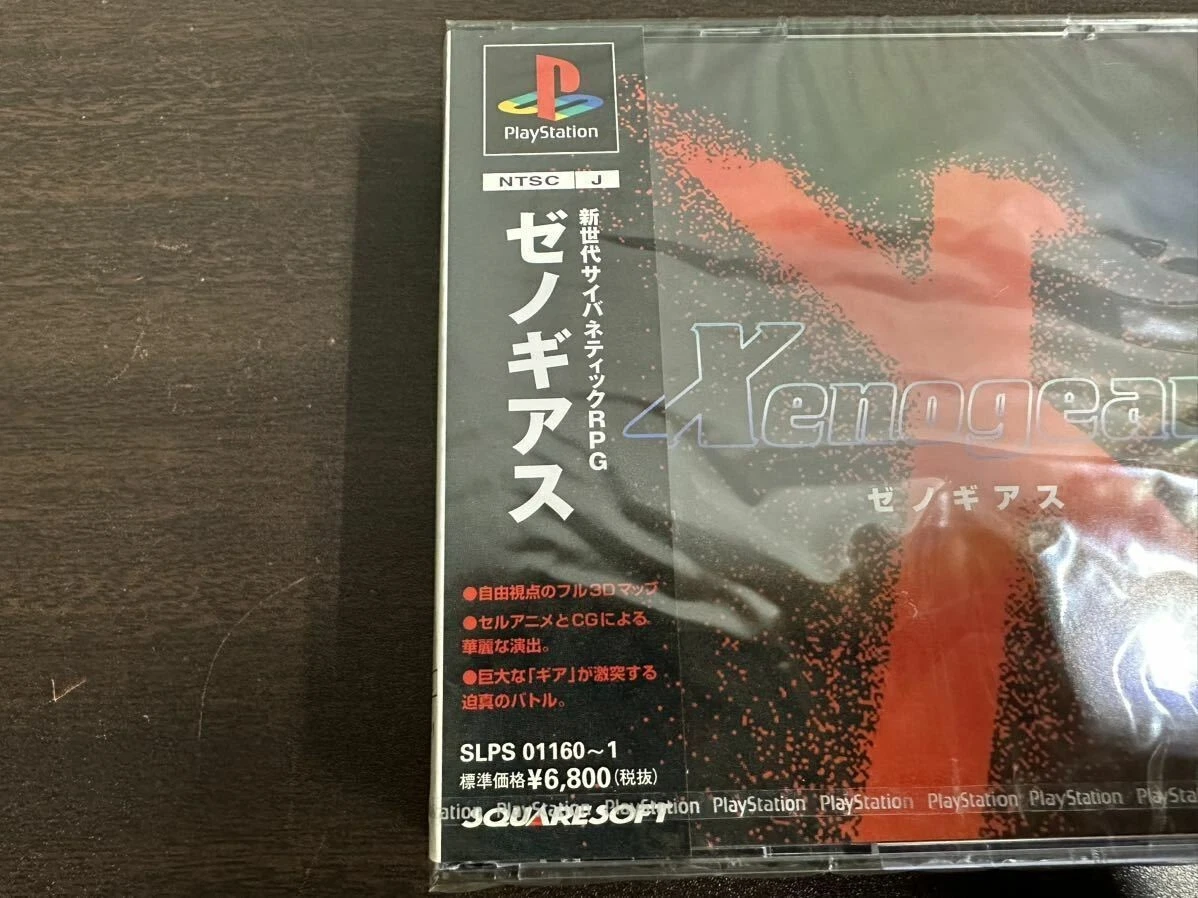 PlayStation
NTSC J
新世代サイバネティックRPG
ゼノギアス
●自由視点のフル3Dマップ
●セルアニメとCGによる
華麗な演出。
●巨大な「ギア」が激突する
迫真のバトル。
SLPS 01160～1
標準価格¥6,800(税抜)
SQUARESOFT
Xenogear
ゼノギアス
ation PlayStation PlayStation PlayStation PlayStation PlayStation PlayStation PlaySta